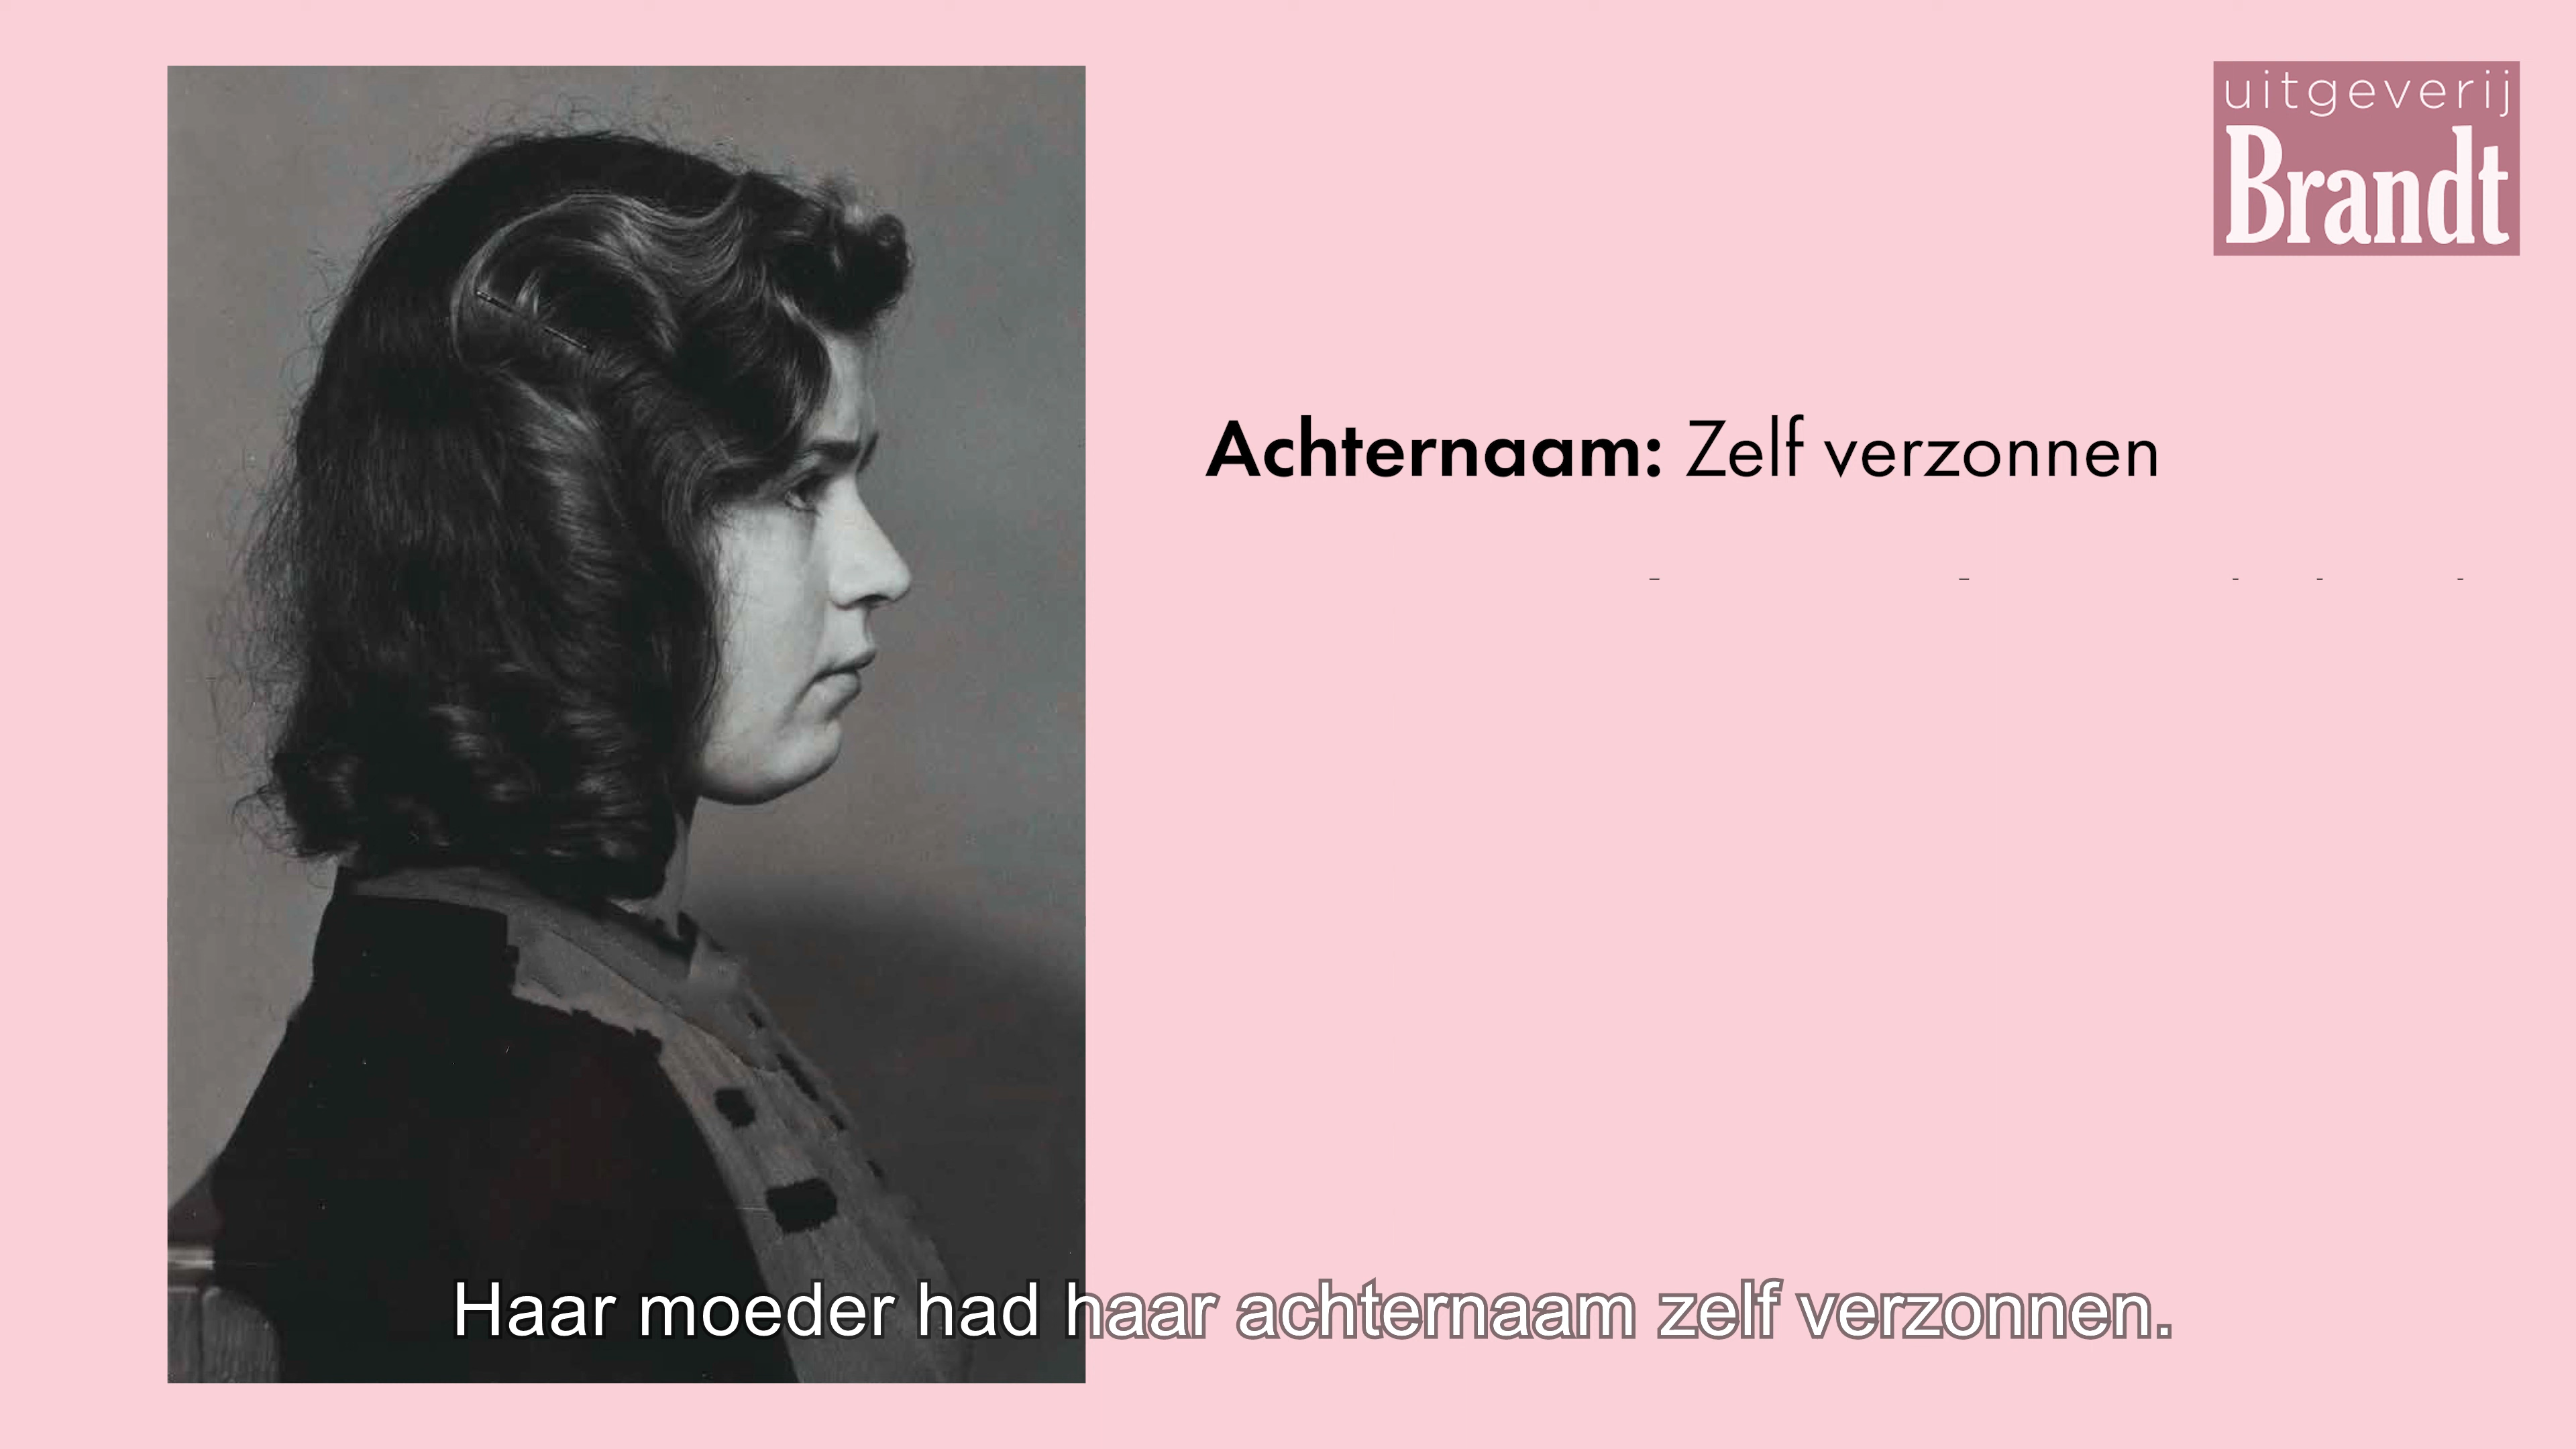 uitgeverij
Brandt
Achternaam: Zelf verzonnen
Haar moeder had haar achternaam zelf verzonnen.